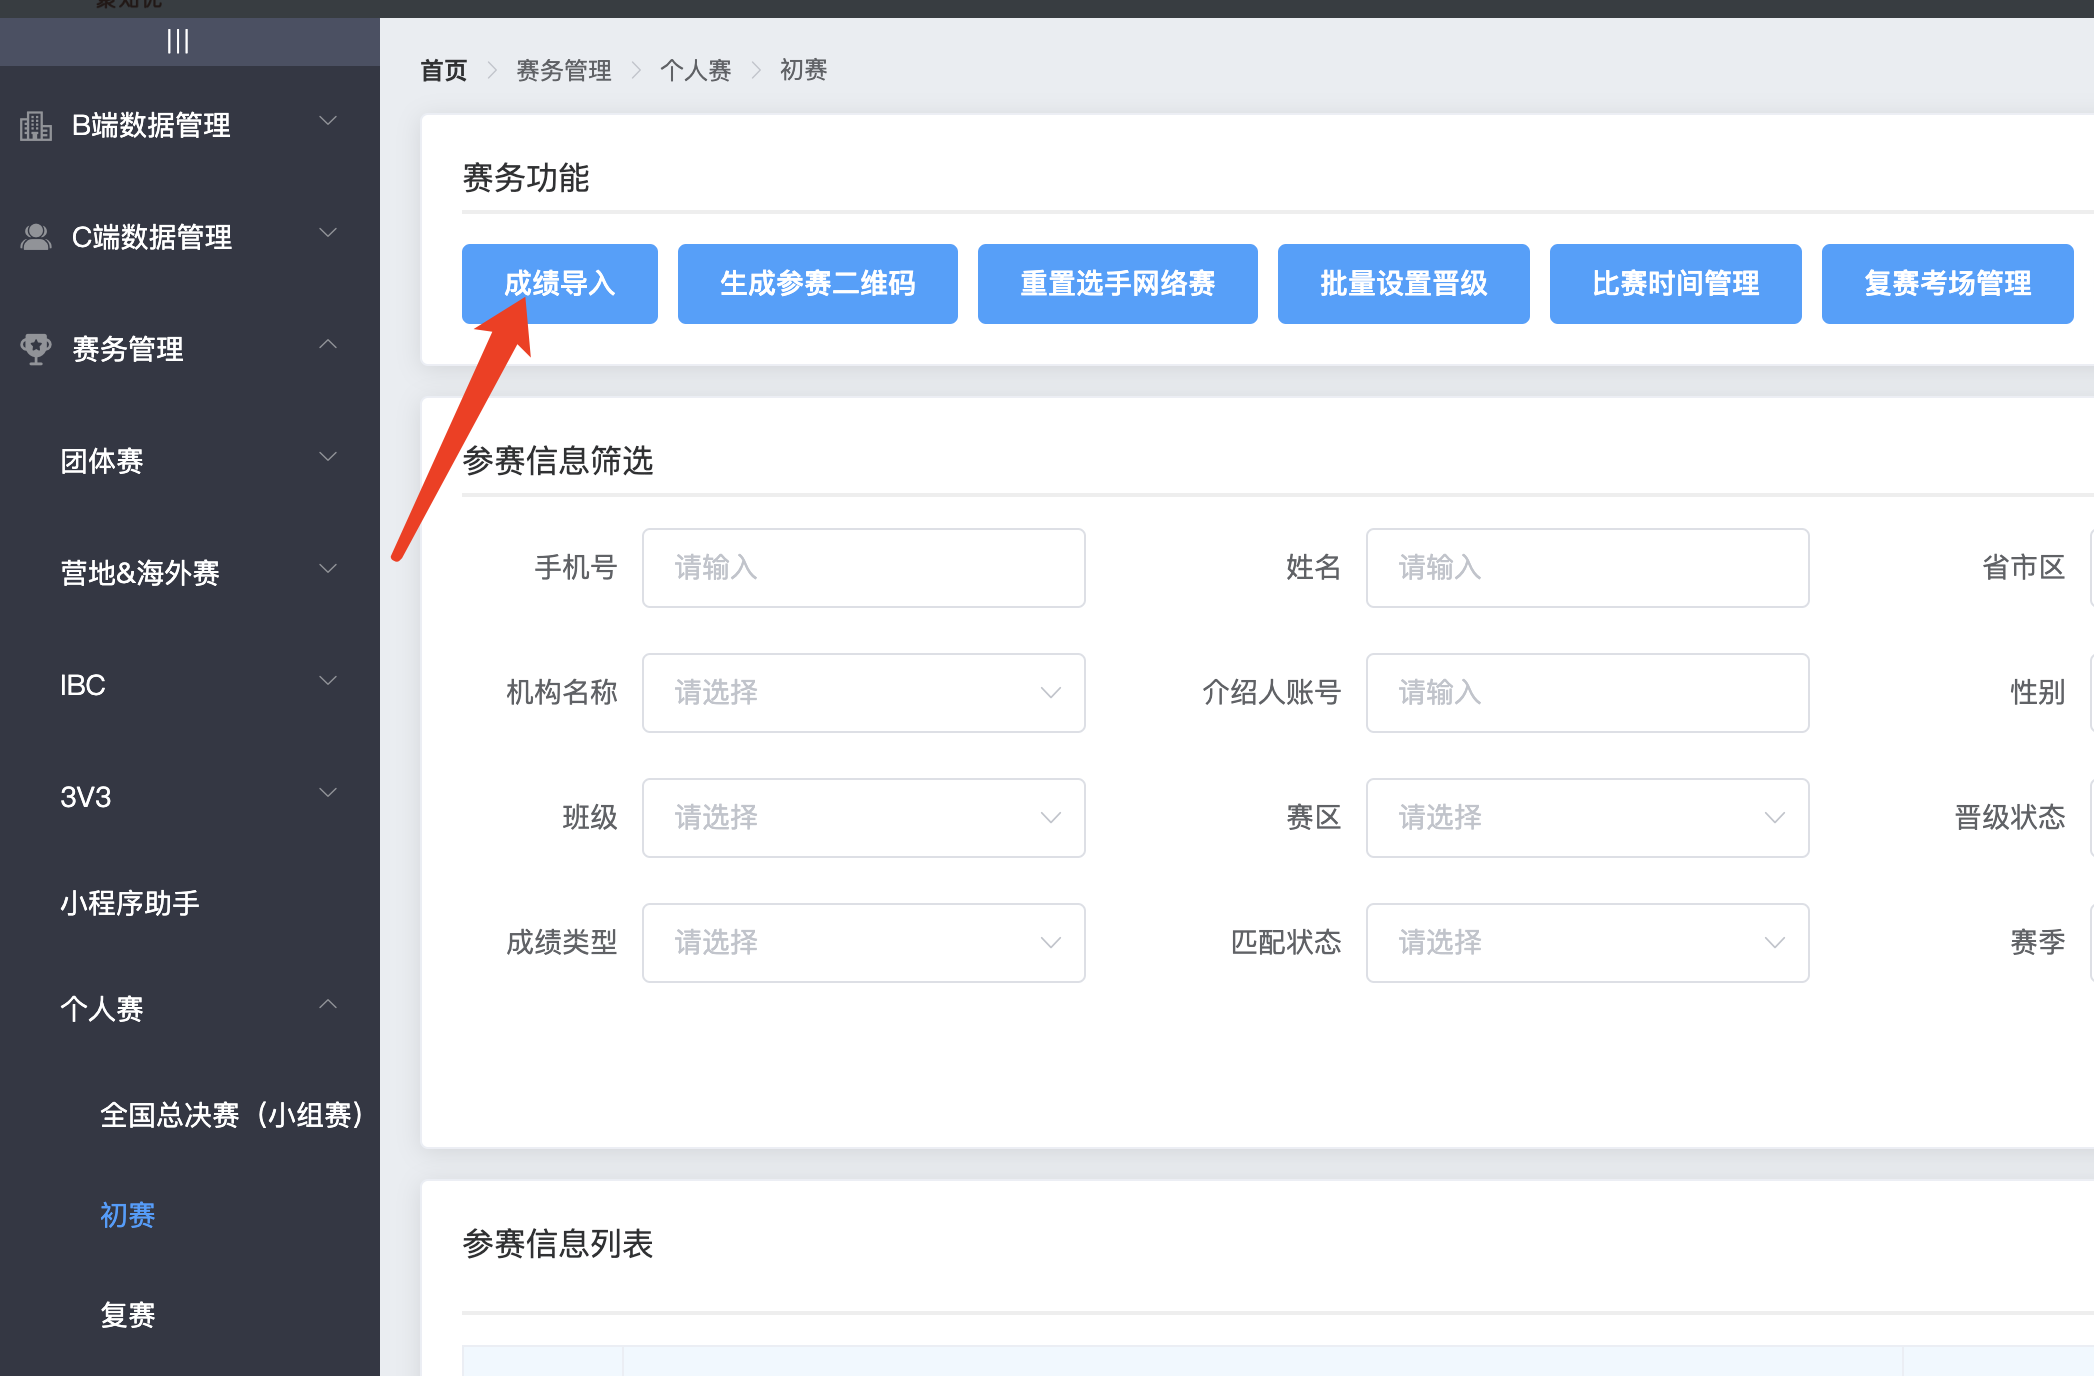 首页 赛务管理 个人赛 初赛
B端数据管理
C端数据管理
赛务管理
团体赛
营地&海外赛
IBC
3V3
小程序助手
个人赛
全国总决赛（小组赛）
初赛
复赛
赛务功能
成绩导入 生成参赛二维码 重置选手网络赛 批量设置晋级 比赛时间管理 复赛考场管理
参赛信息筛选
手机号 请输入 姓名 请输入 省市区
机构名称 请选择 介绍人账号 请输入 性别
班级 请选择 赛区 请选择 晋级状态
成绩类型 请选择 匹配状态 请选择 赛季
参赛信息列表